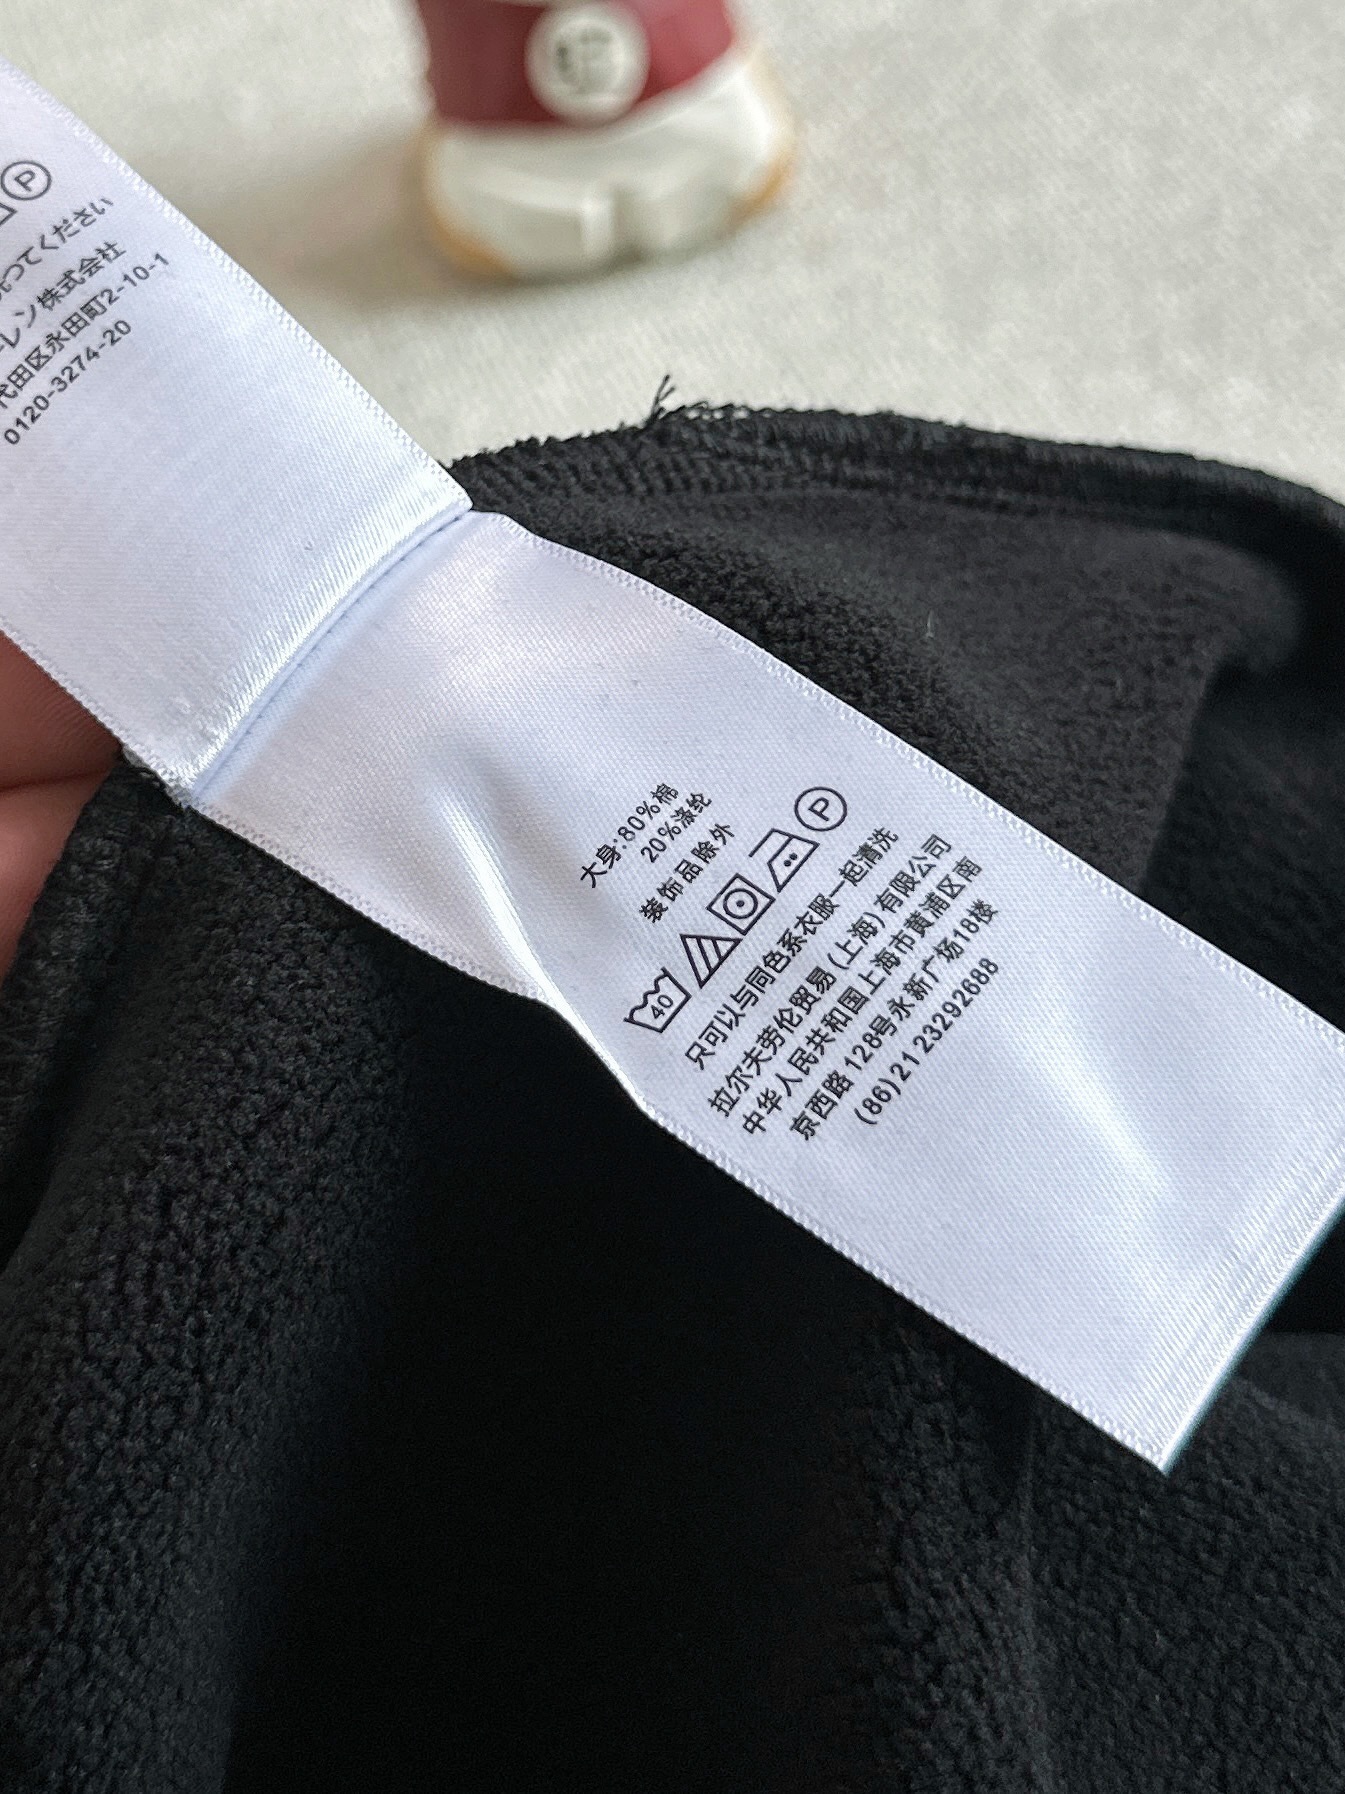 P
ってください
レン株式会社
代田区永田町2-10-1
0120-3274-20
大身:80%棉
20%涤纶
装饰品除外
40 P
只可以与同色系衣服一起清洗
拉尔夫劳伦贸易 (上海) 有限公司
中华人民共和国上海市黄浦区南
京西路 128号永新广场18楼
(86) 21 23292688